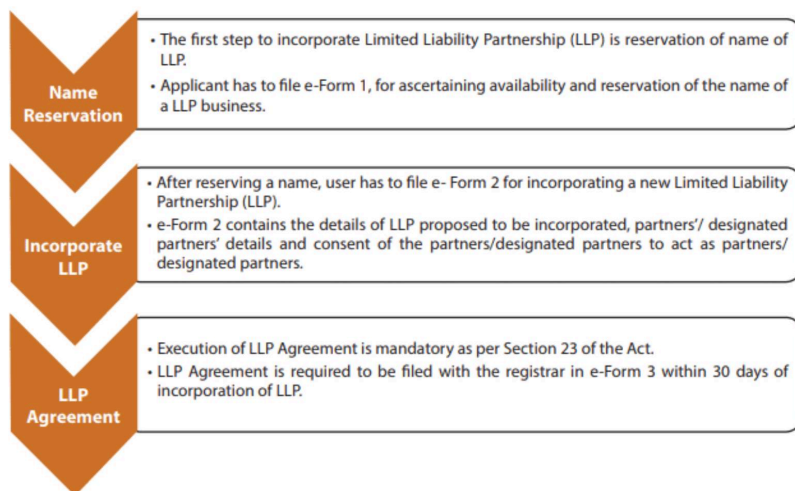 Name
Reservation
• The first step to incorporate Limited Liability Partnership (LLP) is reservation of name of
LLP.
• Applicant has to file e-Form 1, for ascertaining availability and reservation of the name of
a LLP business.
Incorporate
LLP
• After reserving a name, user has to file e- Form 2 for incorporating a new Limited Liability
Partnership (LLP).
• e-Form 2 contains the details of LLP proposed to be incorporated, partners'/ designated
partners' details and consent of the partners/designated partners to act as partners/
designated partners.
LLP
Agreement
• Execution of LLP Agreement is mandatory as per Section 23 of the Act.
• LLP Agreement is required to be filed with the registrar in e-Form 3 within 30 days of
incorporation of LLP.